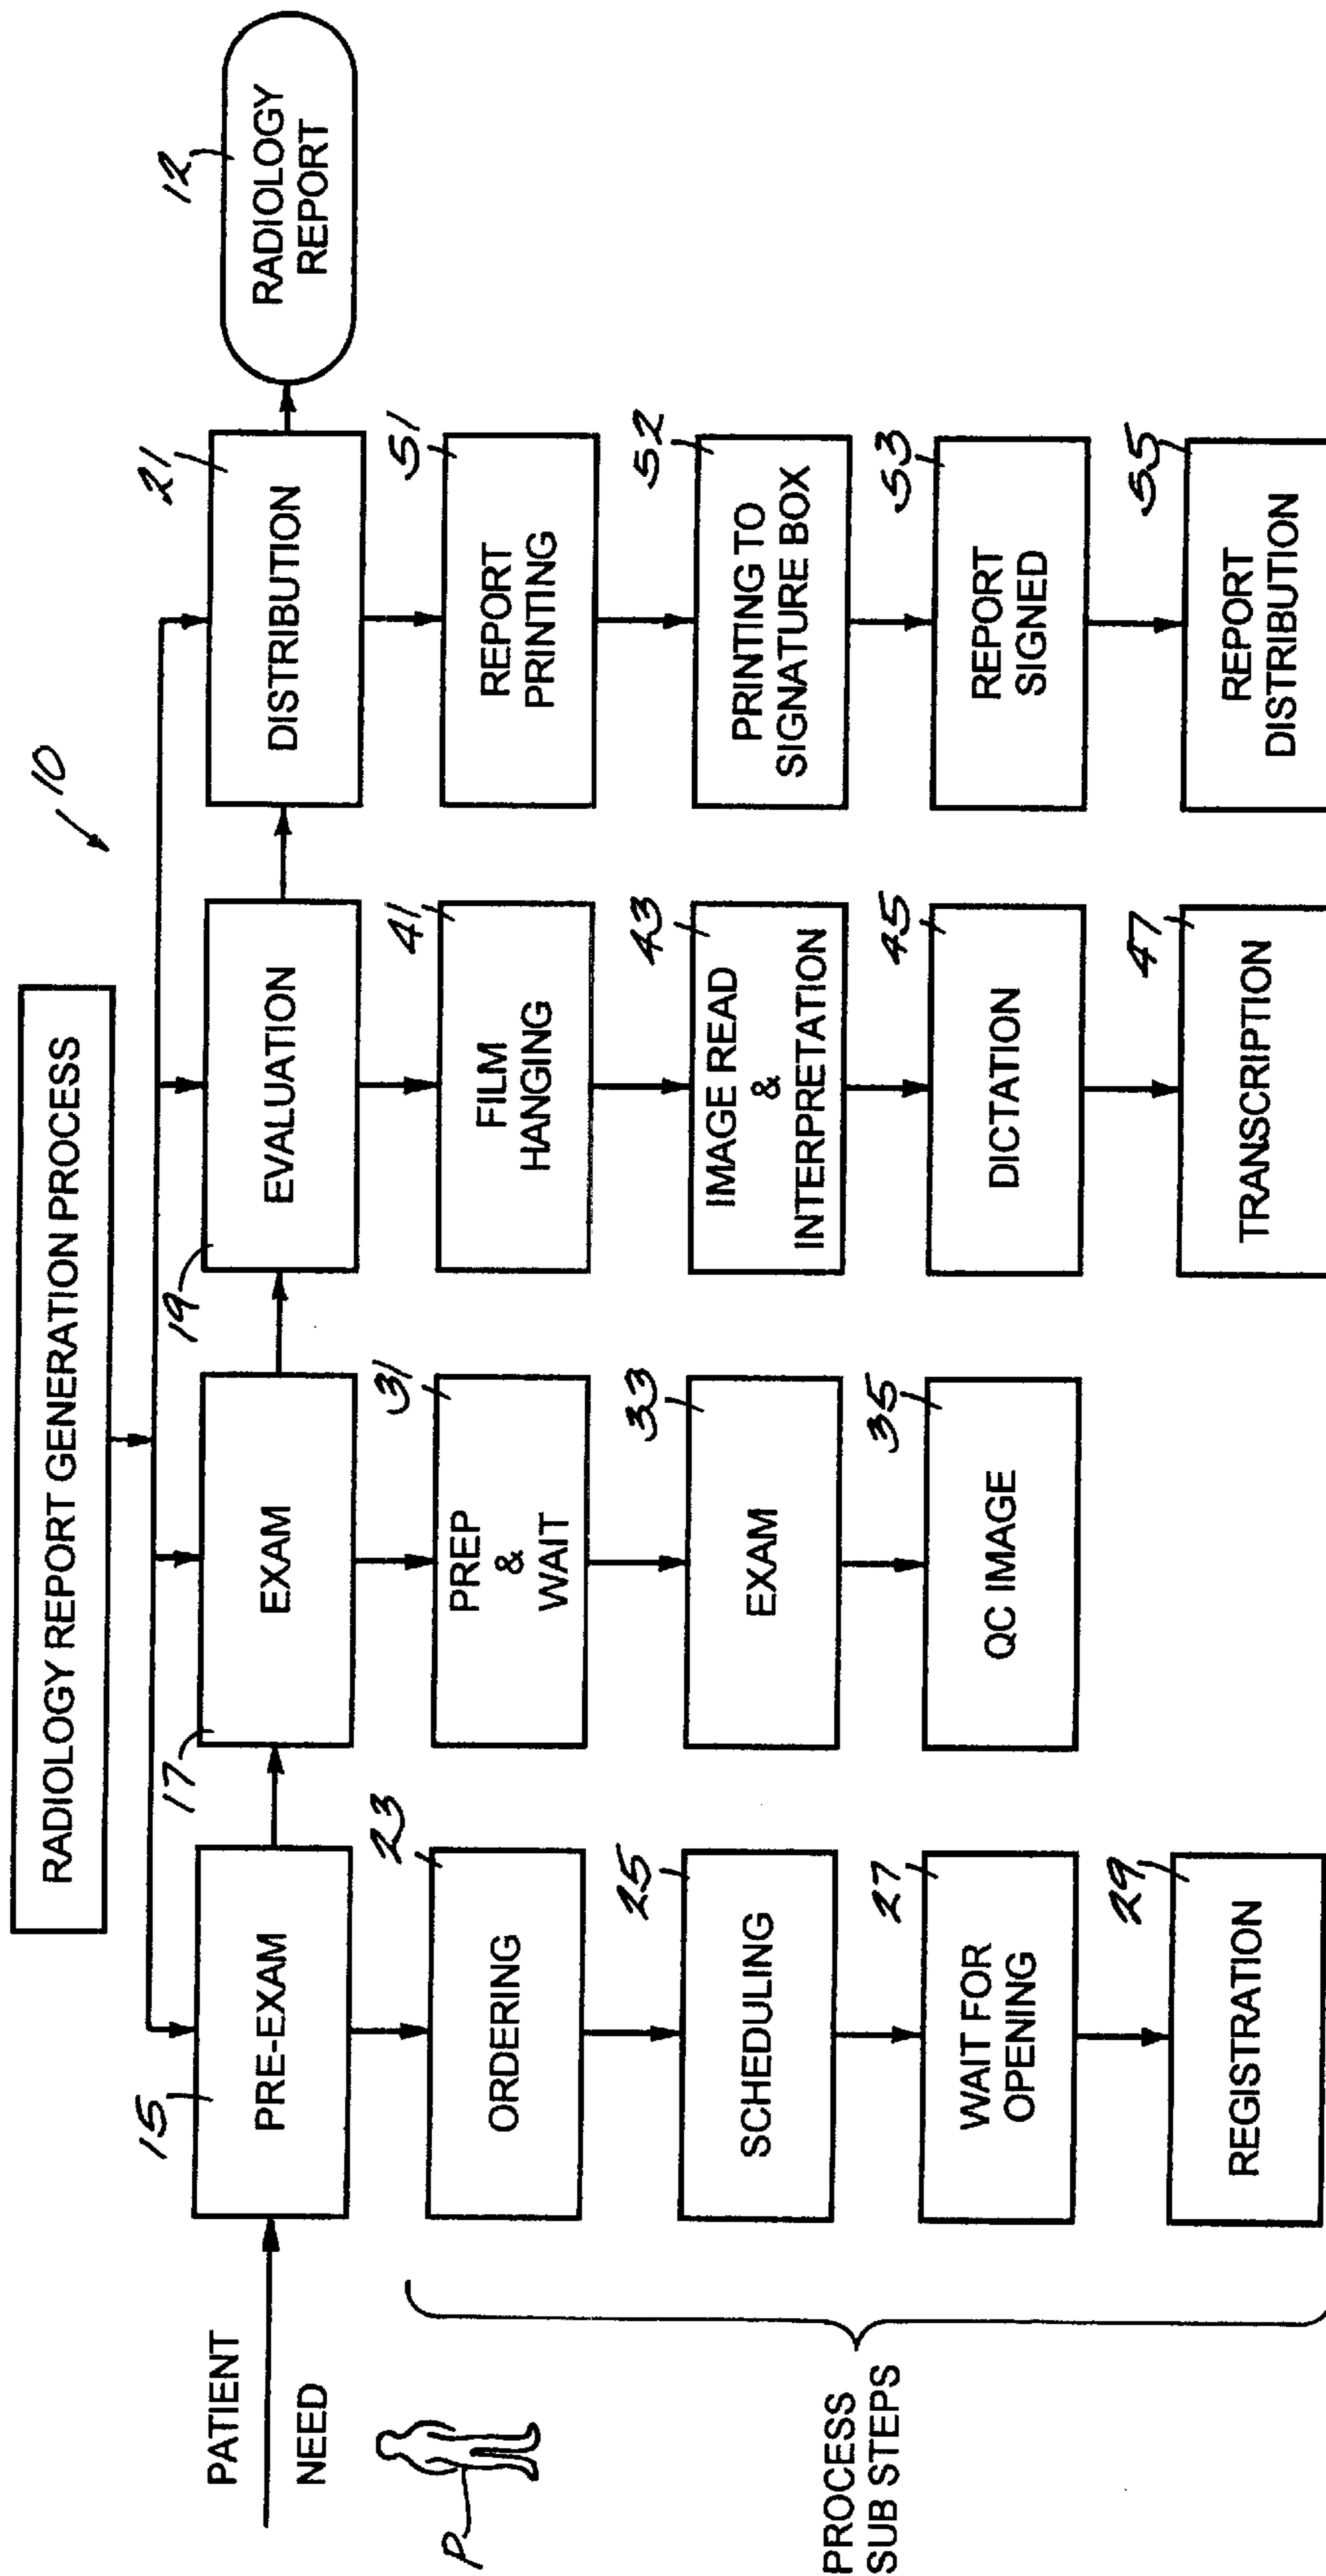 RADIOLOGY REPORT GENERATION PROCESS
10
PATIENT
NEED
P
15
PRE-EXAM
17
EXAM
19
EVALUATION
21
DISTRIBUTION
12
RADIOLOGY
REPORT
PROCESS
SUB STEPS
23
ORDERING
25
SCHEDULING
27
WAIT FOR
OPENING
29
REGISTRATION
31
PREP
&
WAIT
33
EXAM
35
QC IMAGE
41
FILM
HANGING
43
IMAGE READ
&
INTERPRETATION
45
DICTATION
47
TRANSCRIPTION
51
REPORT
PRINTING
52
PRINTING TO
SIGNATURE BOX
53
REPORT
SIGNED
55
REPORT
DISTRIBUTION